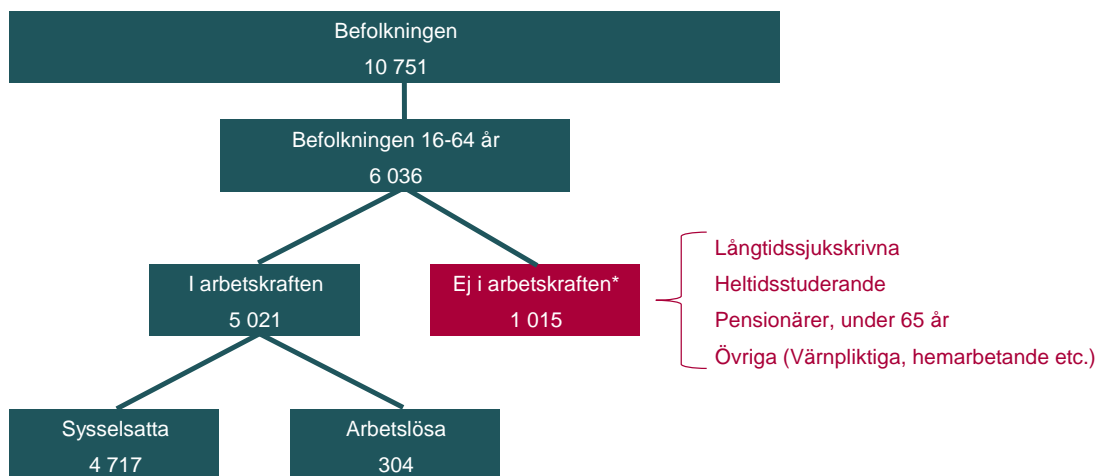 Befolkningen
10 751
Befolkningen 16-64 år
6 036
I arbetskraften
5 021
Ej i arbetskraften*
1 015
Långtidssjukskrivna
Heltidsstuderande
Pensionärer, under 65 år
Övriga (Värnpliktiga, hemarbetande etc.)
Sysselsatta
4 717
Arbetslösa
304